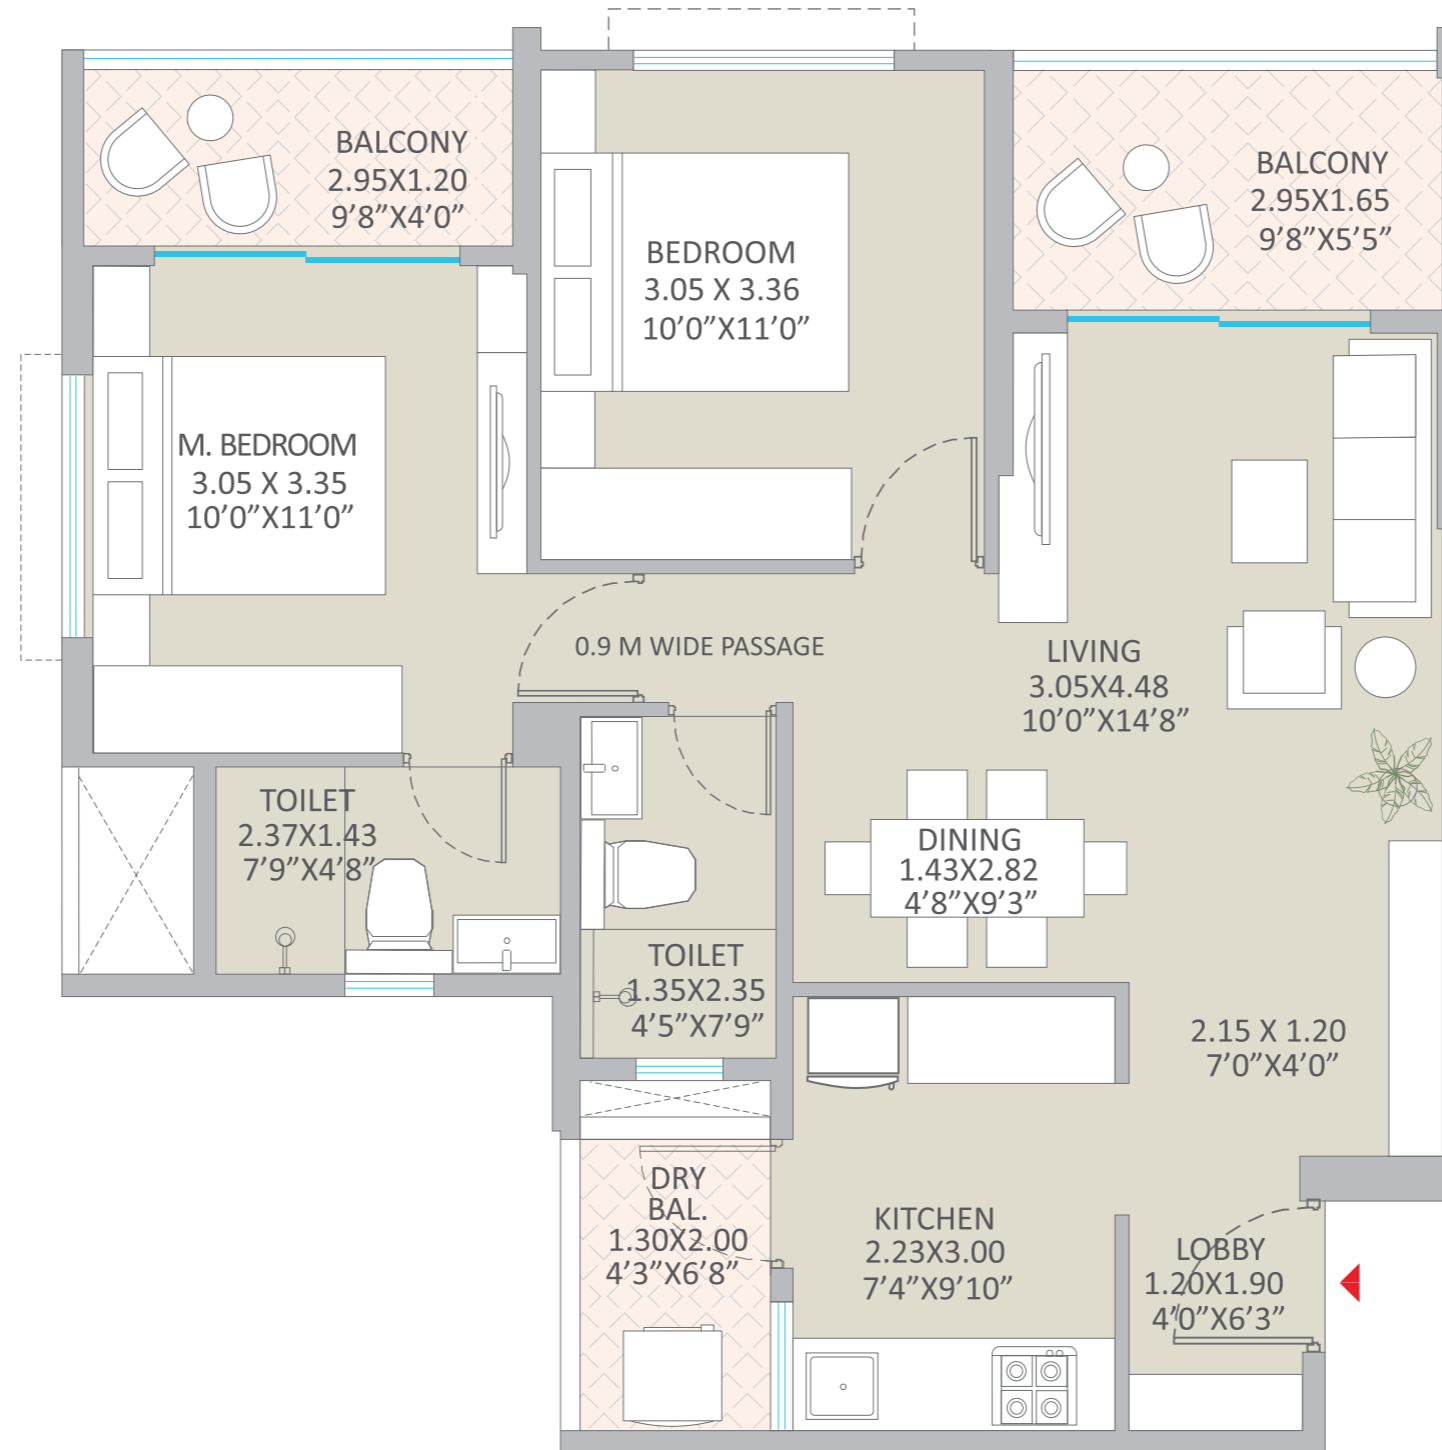 BALCONY
2.95X1.20
9’8”X4’0”
BALCONY
2.95X1.65
9’8”X5’5”
BEDROOM
3.05 X 3.36
10’0”X11’0”
M. BEDROOM
3.05 X 3.35
10’0”X11’0”
0.9 M WIDE PASSAGE
LIVING
3.05X4.48
10’0”X14’8”
TOILET
2.37X1.43
7’9”X4’8”
DINING
1.43X2.82
4’8”X9’3”
TOILET
1.35X2.35
4’5”X7’9”
2.15 X 1.20
7’0”X4’0”
DRY
BAL.
1.30X2.00
4’3”X6’8”
KITCHEN
2.23X3.00
7’4”X9’10”
LOBBY
1.20X1.90
4’0”X6’3”